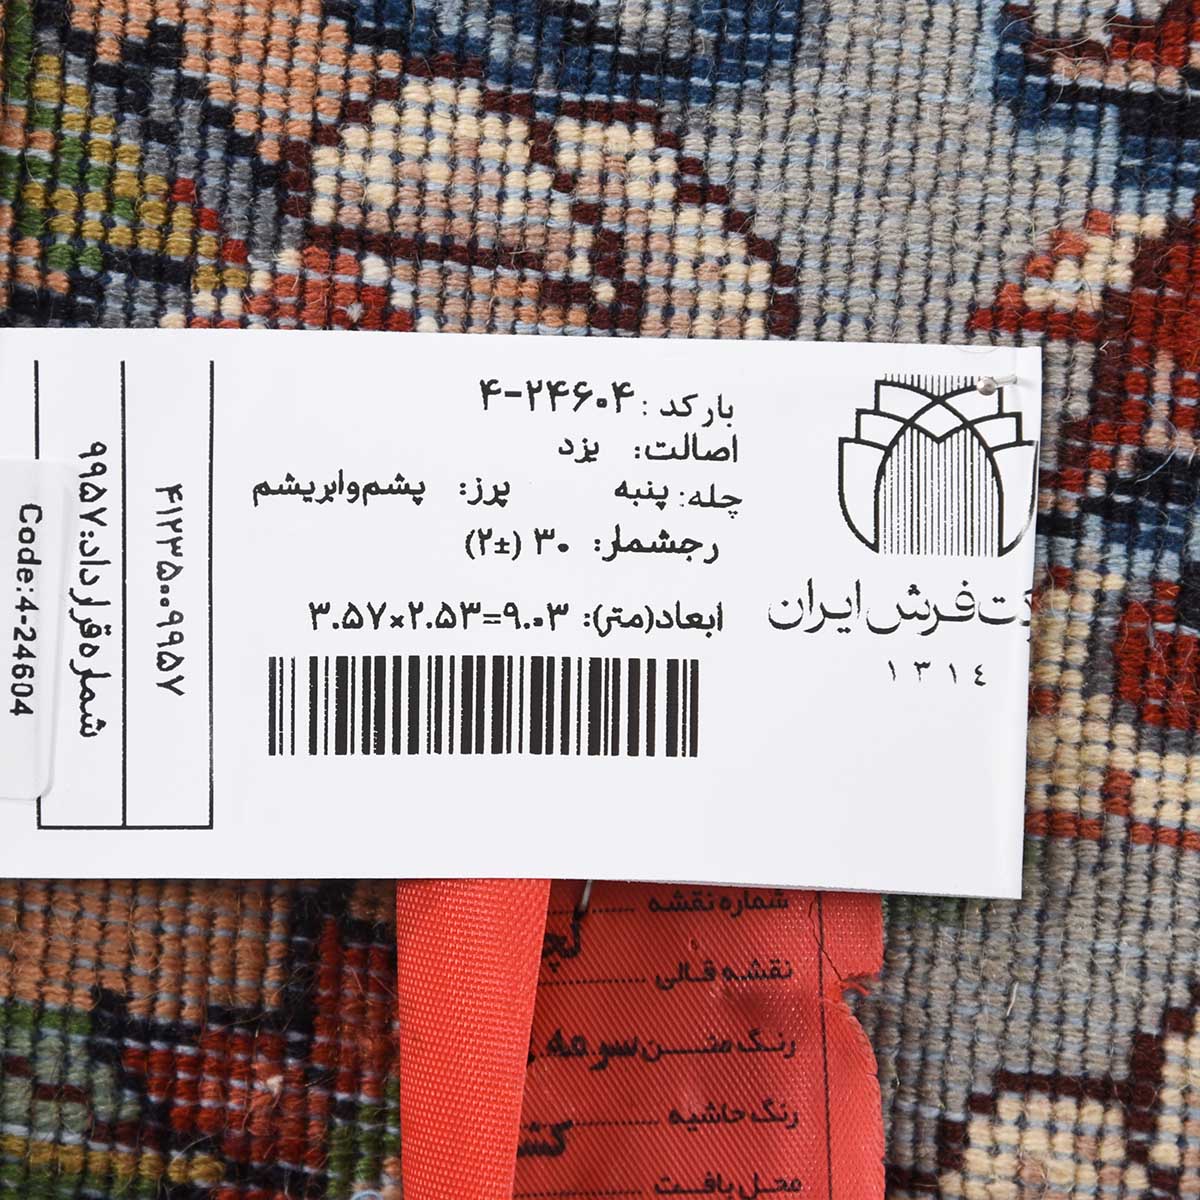 بارکد: ۴-۲۴۶۰۴
اصالت: یزد
چله: پنبه پرز: پشم‌وابریشم
رجشمار: ۳۰ (±۲)
ابعاد(متر): ۳.۵۷×۲.۵۳=۹.۰۳
فرش ایران
۱۳۱۴
۴۱۲۳۵۰۰۹۹۵۷
شماره قرارداد: ۹۹۵۷
Code:4-24604
شماره نقشه
نقشه قالی
رنگ متن سرمه
رنگ حاشیه
محل بافت